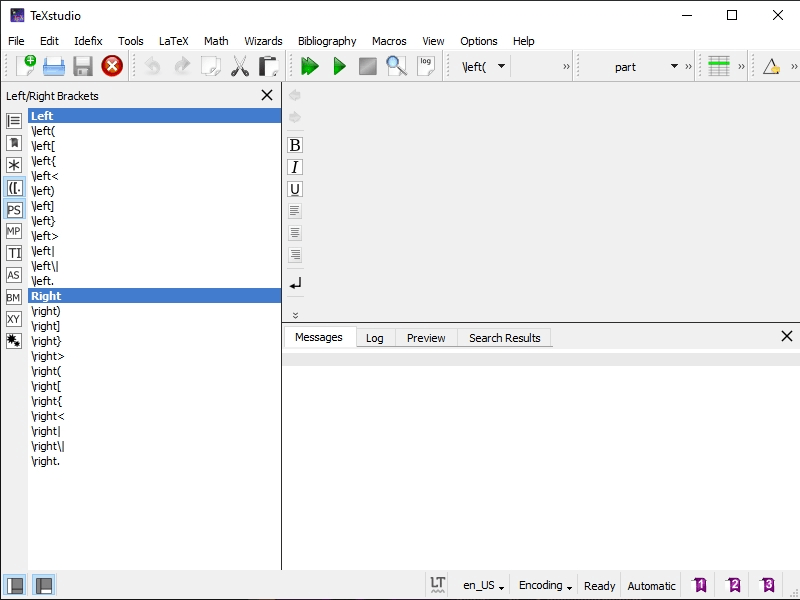 TeXstudio
File Edit Idefix Tools LaTeX Math Wizards Bibliography Macros View Options Help
log \left( part
Left/Right Brackets
Left
\left(
\left[
\left{
\left<
\left)
\left]
\left}
\left>
\left|
\left\|
\left.
Right
\right)
\right]
\right}
\right>
\right(
\right[
\right{
\right<
\right|
\right\|
\right.
([.
PS
MP
TI
AS
BM
XY
B
I
U
Messages Log Preview Search Results
LT en_US Encoding Ready Automatic 1 2 3